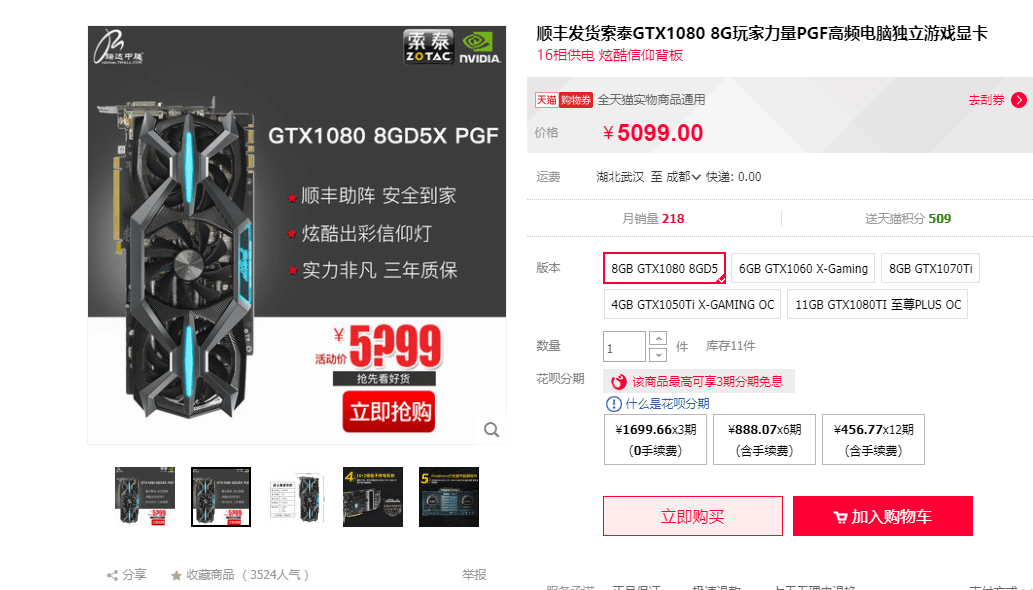 索泰
ZOTAC
NVIDIA.
GTX1080 8GD5X PGF
顺丰助阵 安全到家
炫酷出彩信仰灯
实力非凡 三年质保
活动价 ¥5?99
抢先看好货
立即抢购
分享
收藏商品 (3524人气)
举报
顺丰发货索泰GTX1080 8G玩家力量PGF高频电脑独立游戏显卡
16相供电 炫酷信仰背板
天猫 购物券 全天猫实物商品通用 去刮券
价格 ¥5099.00
运费 湖北武汉 至 成都 快递: 0.00
月销量 218 送天猫积分 509
版本 8GB GTX1080 8GD5 6GB GTX1060 X-Gaming 8GB GTX1070Ti
4GB GTX1050Ti X-GAMING OC 11GB GTX1080TI 至尊PLUS OC
数量 1 件 库存11件
花呗分期 该商品最高可享3期分期免息
什么是花呗分期
¥1699.66x3期 ¥888.07x6期 ¥456.77x12期
(0手续费) (含手续费) (含手续费)
立即购买 加入购物车